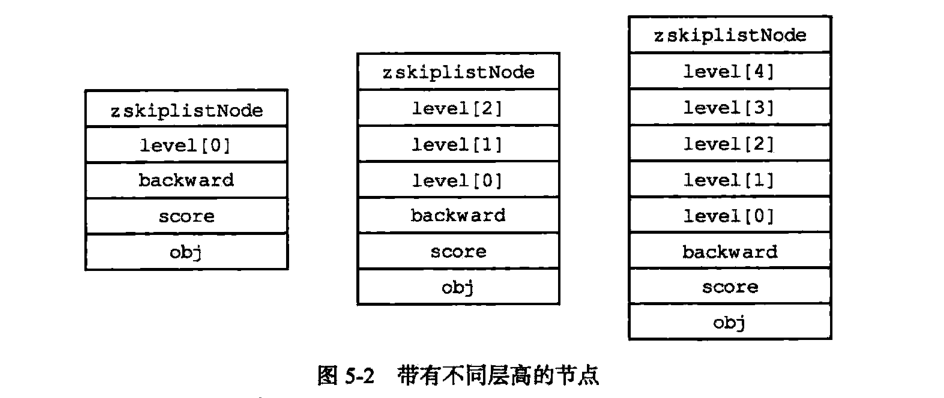 zskiplistNode
level[0]
backward
score
obj
zskiplistNode
level[2]
level[1]
level[0]
backward
score
obj
zskiplistNode
level[4]
level[3]
level[2]
level[1]
level[0]
backward
score
obj
图 5-2 带有不同层高的节点